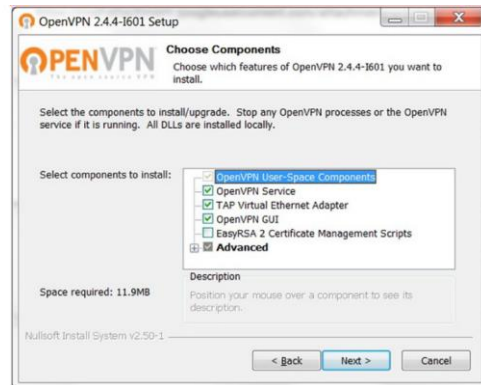 OpenVPN 2.4.4-I601 Setup
OPENVPN
The open source VPN
Choose Components
Choose which features of OpenVPN 2.4.4-I601 you want to
install.
Select the components to install/upgrade. Stop any OpenVPN processes or the OpenVPN
service if it is running. All DLLs are installed locally.
Select components to install:
OpenVPN User-Space Components
OpenVPN Service
TAP Virtual Ethernet Adapter
OpenVPN GUI
EasyRSA 2 Certificate Management Scripts
Advanced
Space required: 11.9MB
Description
Position your mouse over a component to see its
description.
Nullsoft Install System v2.50-1
< Back
Next >
Cancel